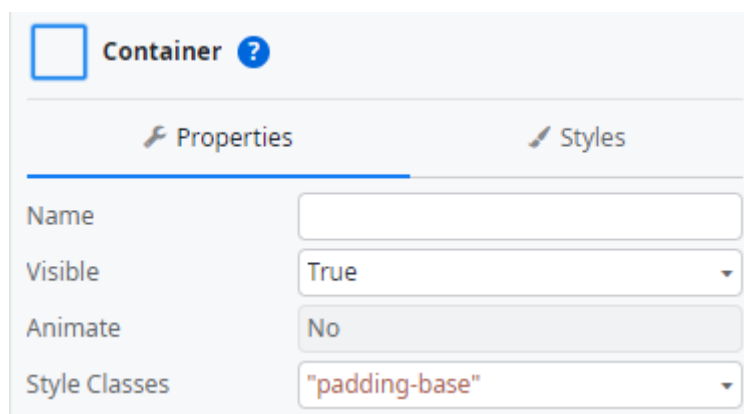 Container ?
Properties Styles
Name
Visible True
Animate No
Style Classes "padding-base"